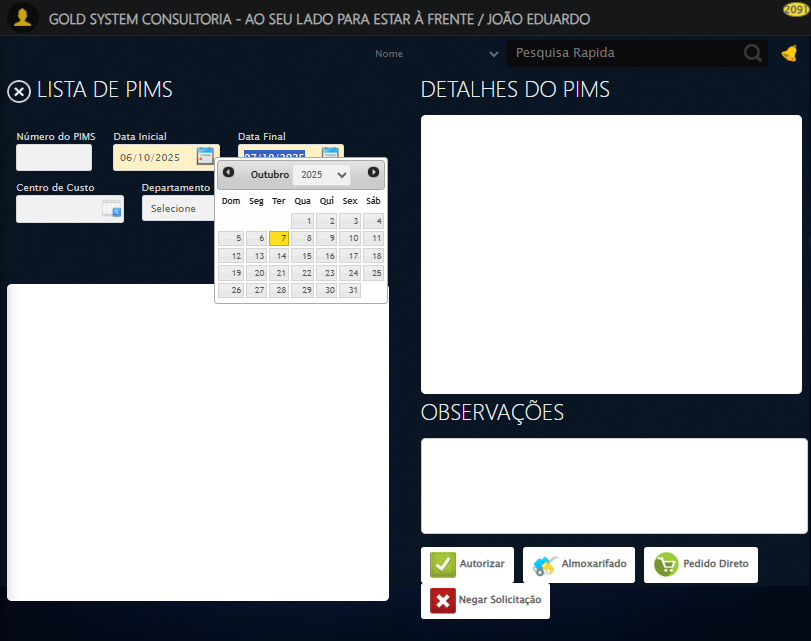 GOLD SYSTEM CONSULTORIA - AO SEU LADO PARA ESTAR À FRENTE / JOÃO EDUARDO
2091
Nome
Pesquisa Rapida
LISTA DE PIMS
Número do PIMS
Data Inicial
Data Final
06/10/2025
07/10/2025
Centro de Custo
Departamento
Selecione
Outubro 2025
Dom Seg Ter Qua Qui Sex Sáb
1 2 3 4
5 6 7 8 9 10 11
12 13 14 15 16 17 18
19 20 21 22 23 24 25
26 27 28 29 30 31
DETALHES DO PIMS
OBSERVAÇÕES
Autorizar
Almoxarifado
Pedido Direto
Negar Solicitação